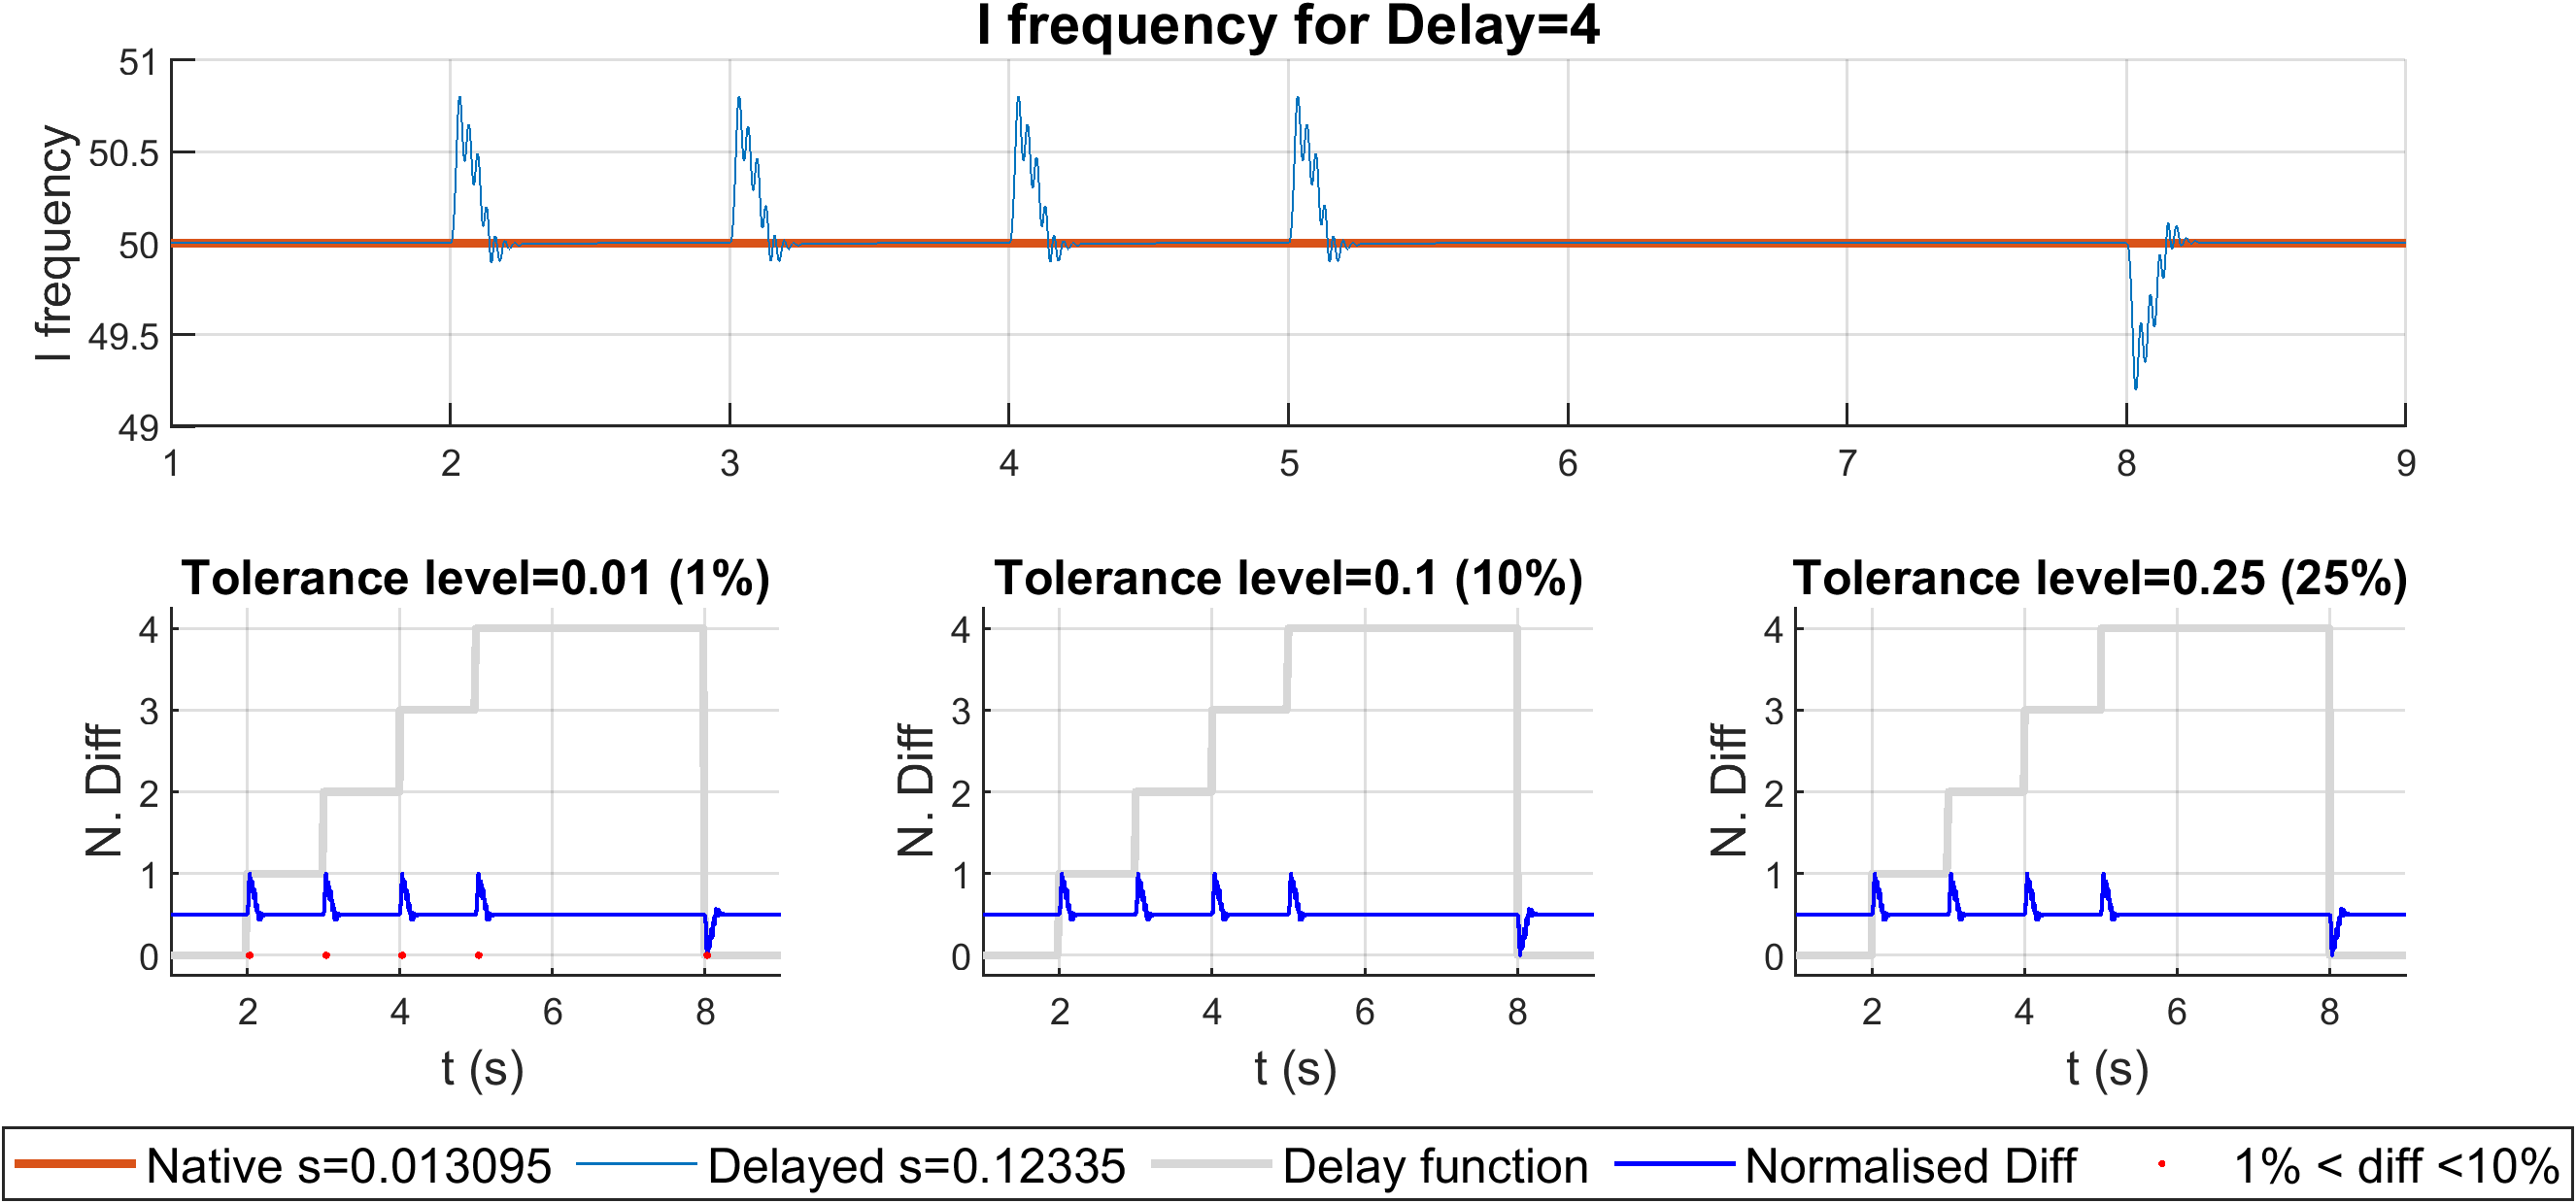 I frequency for Delay=4
I frequency
51
50.5
50
49.5
49
1 2 3 4 5 6 7 8 9
Tolerance level=0.01 (1%)
N. Diff
4
3
2
1
0
2 4 6 8
t (s)
Tolerance level=0.1 (10%)
N. Diff
4
3
2
1
0
2 4 6 8
t (s)
Tolerance level=0.25 (25%)
N. Diff
4
3
2
1
0
2 4 6 8
t (s)
Native s=0.013095 Delayed s=0.12335 Delay function Normalised Diff 1% < diff <10%